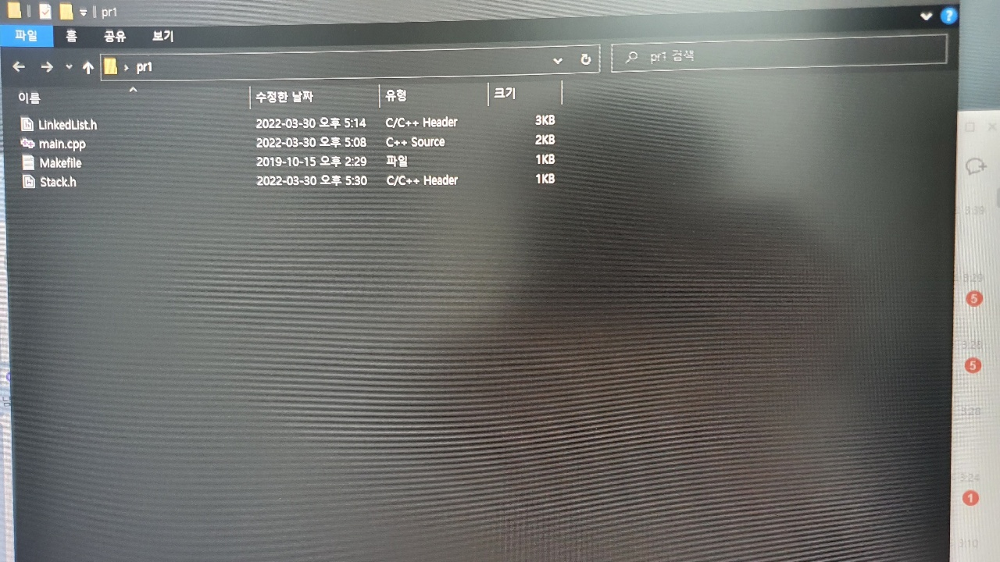 pr1
파일 홈 공유 보기
pr1
pr1 검색
이름 수정한 날짜 유형 크기
LinkedList.h 2022-03-30 오후 5:14 C/C++ Header 3KB
main.cpp 2022-03-30 오후 5:08 C++ Source 2KB
Makefile 2019-10-15 오후 2:29 파일 1KB
Stack.h 2022-03-30 오후 5:30 C/C++ Header 1KB
3:39
3:29
5
3:28
5
3:28
3:24
1
3:10